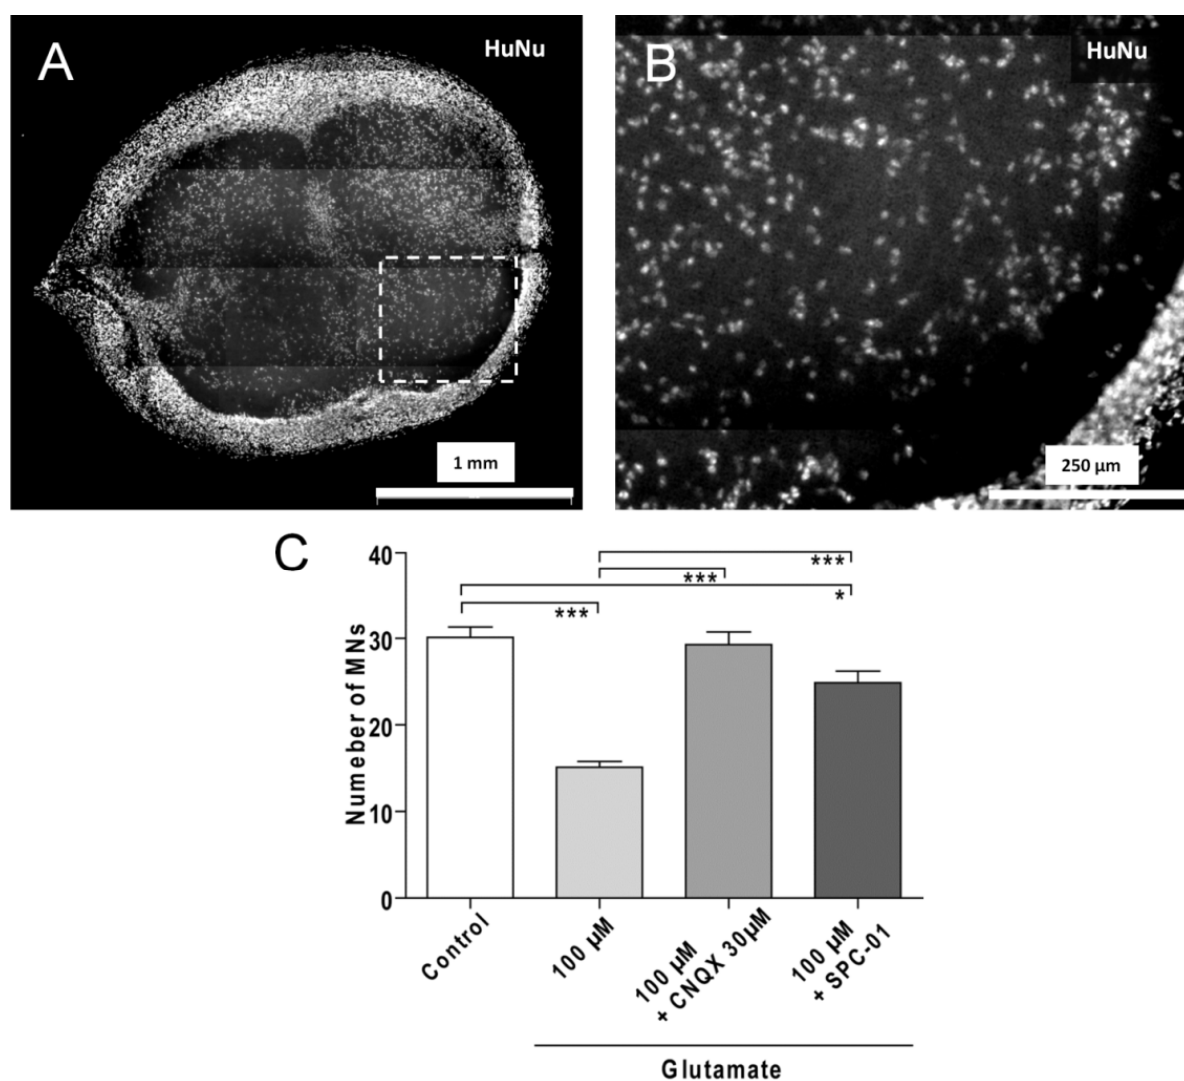 A
HuNu
1 mm
B
HuNu
250 µm
C
Numeber of MNs
40
30
20
10
0
***
***
*
***
Control
100 µM
100 µM
+ CNQX 30µM
100 µM
+ SPC-01
Glutamate